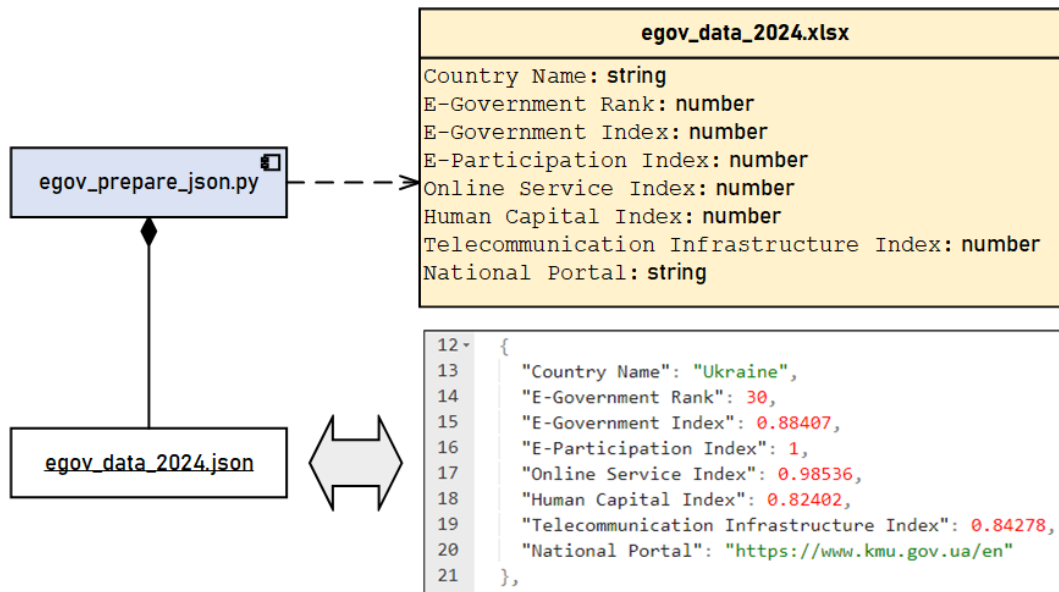 egov_data_2024.xlsx
Country Name: string
E-Government Rank: number
E-Government Index: number
E-Participation Index: number
Online Service Index: number
Human Capital Index: number
Telecommunication Infrastructure Index: number
National Portal: string
egov_prepare_json.py
egov_data_2024.json
12 {
13 "Country Name": "Ukraine",
14 "E-Government Rank": 30,
15 "E-Government Index": 0.88407,
16 "E-Participation Index": 1,
17 "Online Service Index": 0.98536,
18 "Human Capital Index": 0.82402,
19 "Telecommunication Infrastructure Index": 0.84278,
20 "National Portal": "https://www.kmu.gov.ua/en"
21 },